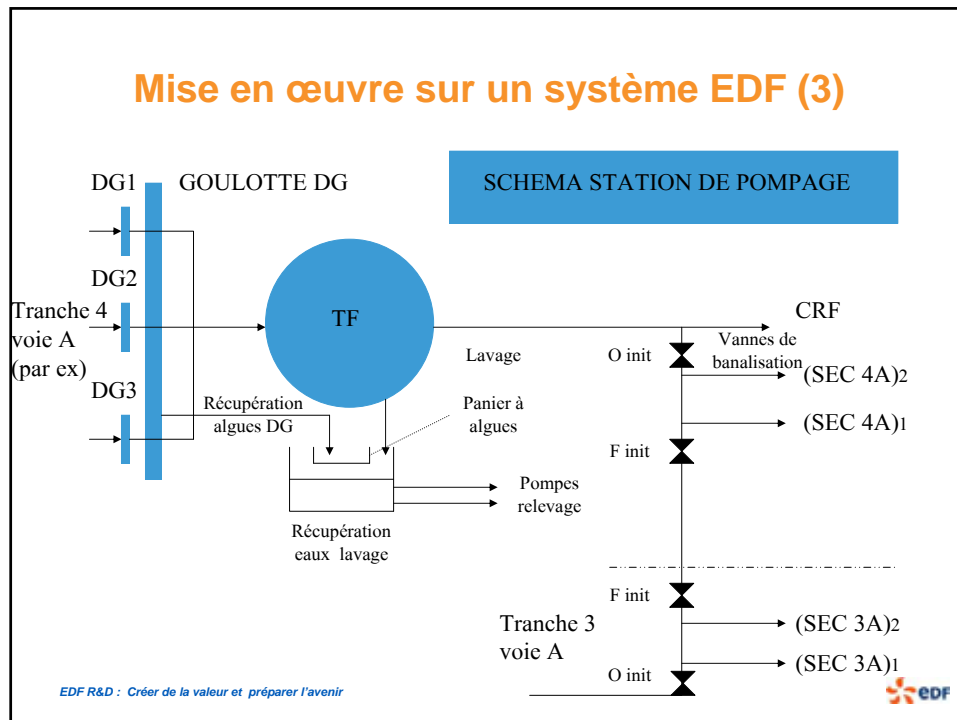 Mise en œuvre sur un système EDF (3)
DG1
GOULOTTE DG
SCHEMA STATION DE POMPAGE
DG2
Tranche 4
voie A
(par ex)
TF
CRF
Lavage
O init
Vannes de
banalisation
(SEC 4A)2
DG3
Récupération
algues DG
Panier à
algues
(SEC 4A)1
F init
Pompes
relevage
Récupération
eaux lavage
F init
Tranche 3
voie A
(SEC 3A)2
(SEC 3A)1
O init
EDF R&D : Créer de la valeur et préparer l'avenir
edf